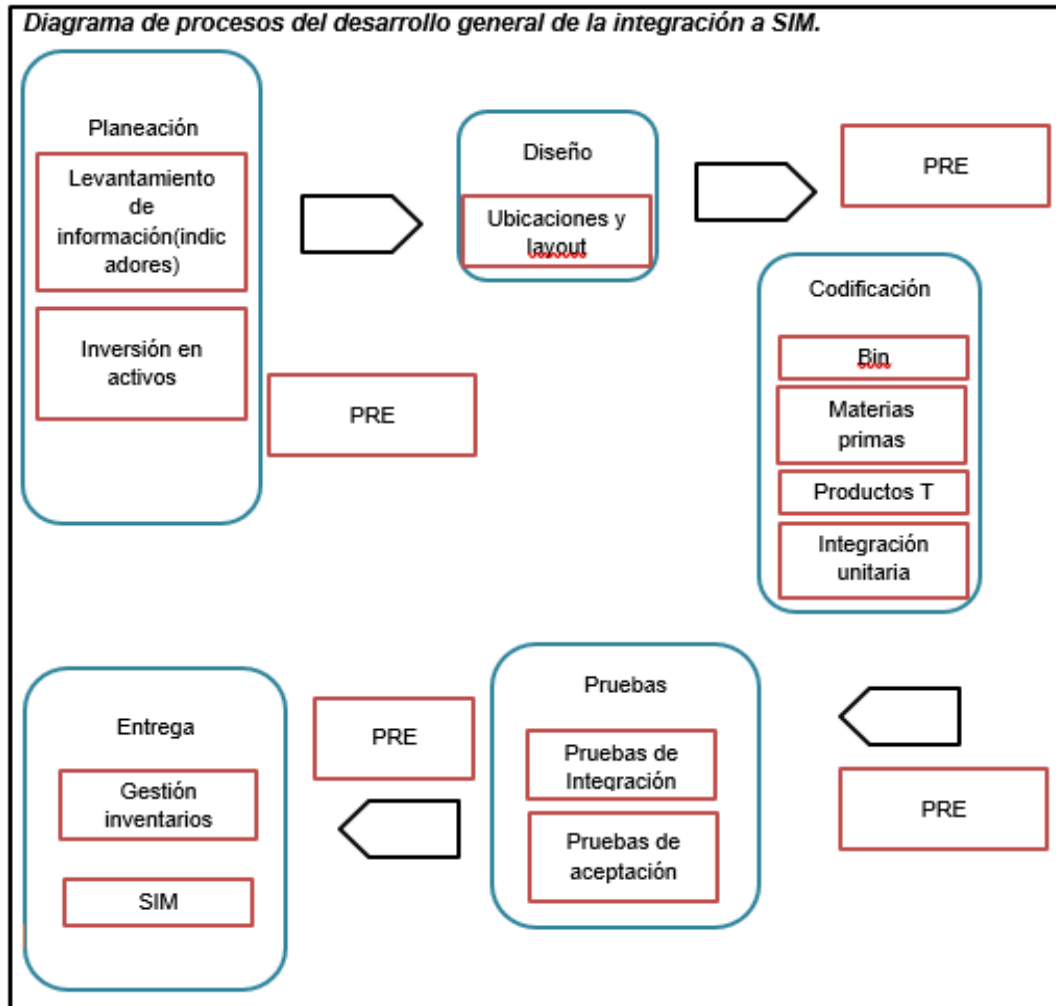 Diagrama de procesos del desarrollo general de la integración a SIM.
Planeación
Levantamiento
de
información(indic
adores)
Inversión en
activos
PRE
Diseño
Ubicaciones y
layout
PRE
Codificación
Bin
Materias
primas
Productos T
Integración
unitaria
PRE
Pruebas
Pruebas de
Integración
Pruebas de
aceptación
PRE
Entrega
Gestión
inventarios
SIM